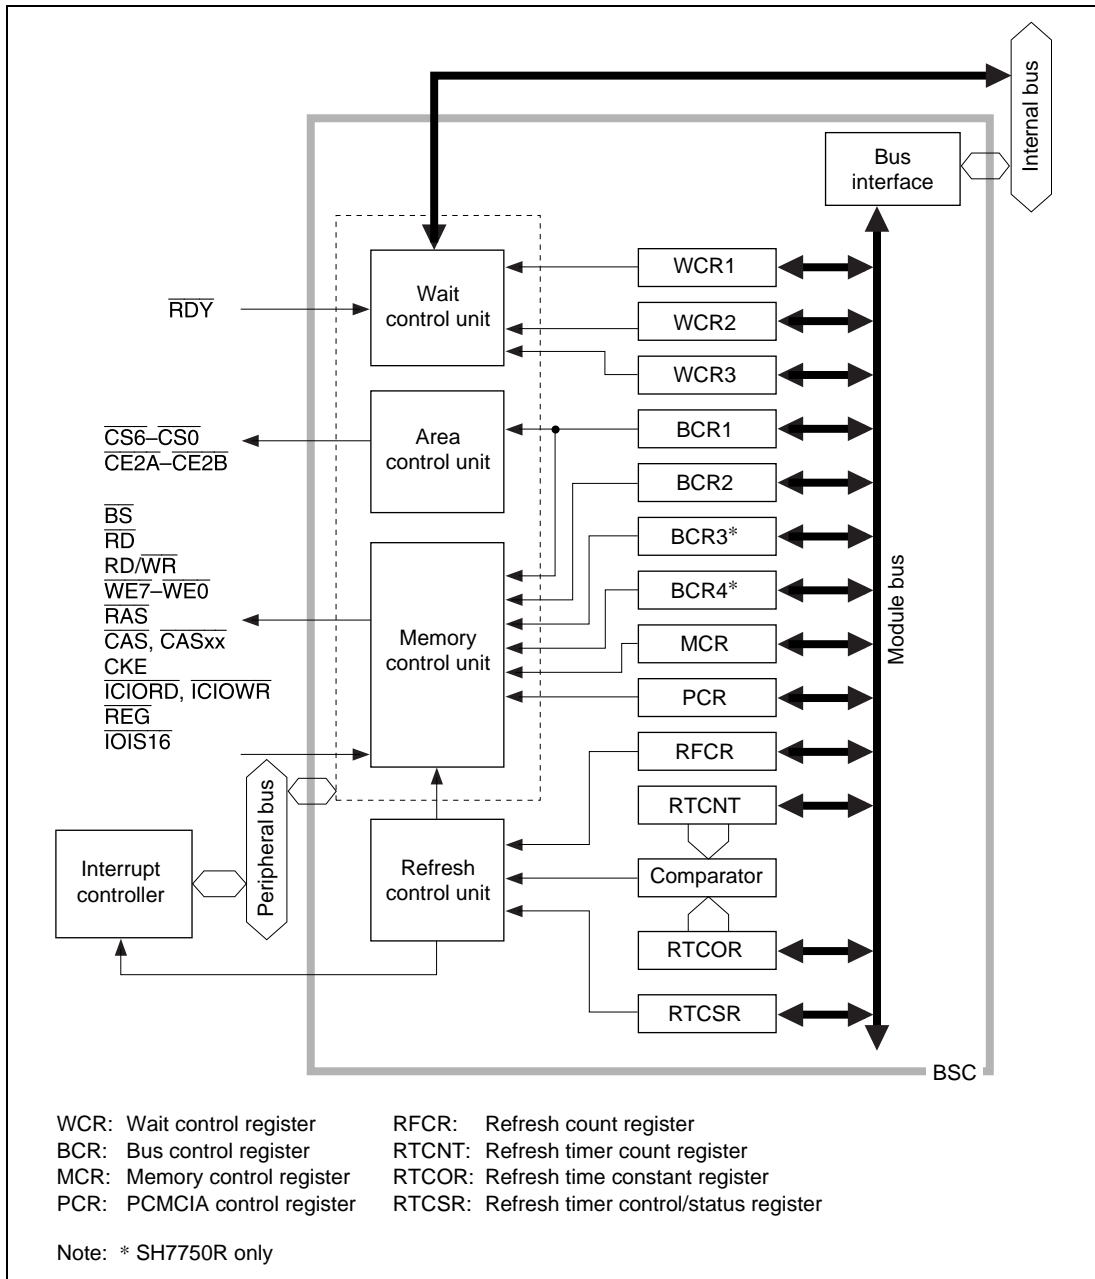 Internal bus
Bus
interface
Wait
control unit
WCR1
RDY
WCR2
WCR3
CS6–CS0
CE2A–CE2B
Area
control unit
BCR1
BCR2
BS
RD
RD/WR
WE7–WE0
RAS
CAS, CASxx
CKE
ICIORD, ICIOWR
REG
IOIS16
Memory
control unit
BCR3*
BCR4*
MCR
PCR
Module bus
RFCR
RTCNT
Peripheral bus
Interrupt
controller
Refresh
control unit
Comparator
RTCOR
RTCSR
BSC
WCR: Wait control register
BCR: Bus control register
MCR: Memory control register
PCR: PCMCIA control register
RFCR: Refresh count register
RTCNT: Refresh timer count register
RTCOR: Refresh time constant register
RTCSR: Refresh timer control/status register
Note: * SH7750R only